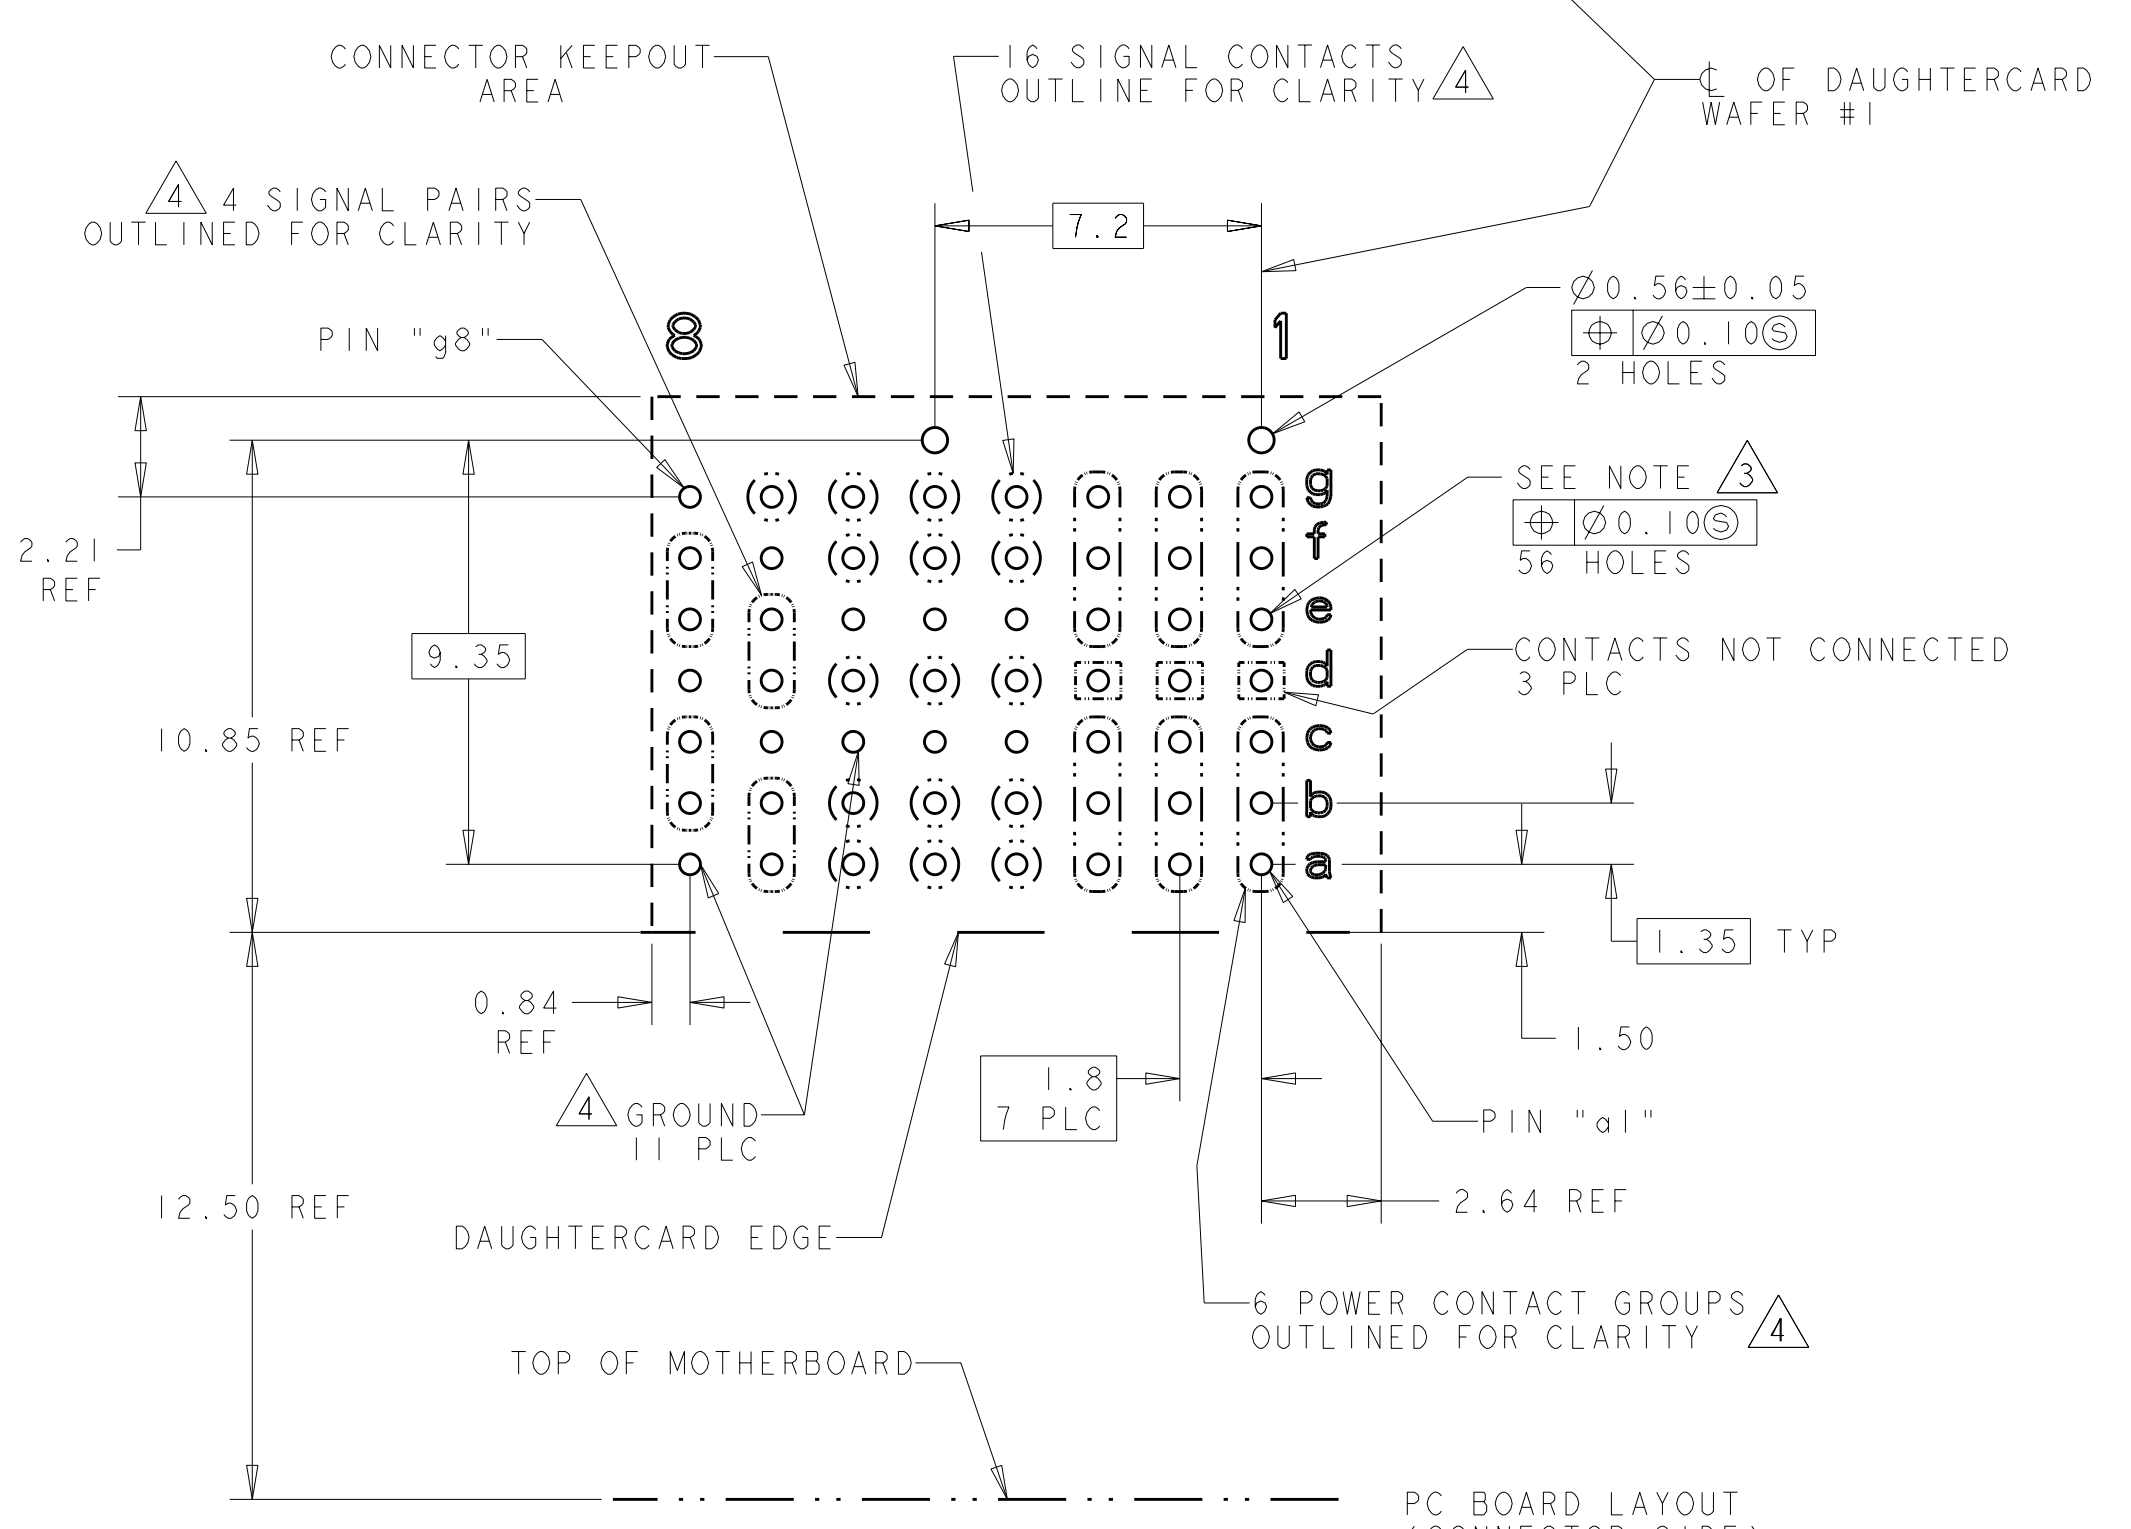 CONNECTOR KEEPOUT
AREA
16 SIGNAL CONTACTS
OUTLINE FOR CLARITY 4
℄ OF DAUGHTERCARD
WAFER #1
4 4 SIGNAL PAIRS
OUTLINED FOR CLARITY
7.2
PIN "g8"
8
1
Ø0.56±0.05
⌖ Ø0.10Ⓢ
2 HOLES
g
f
e
d
c
b
a
SEE NOTE 3
⌖ Ø0.10Ⓢ
56 HOLES
2.21
REF
9.35
CONTACTS NOT CONNECTED
3 PLC
10.85 REF
1.35 TYP
0.84
REF
1.50
1.8
7 PLC
4 GROUND
11 PLC
PIN "a1"
12.50 REF
2.64 REF
DAUGHTERCARD EDGE
6 POWER CONTACT GROUPS
OUTLINED FOR CLARITY 4
TOP OF MOTHERBOARD
PC BOARD LAYOUT